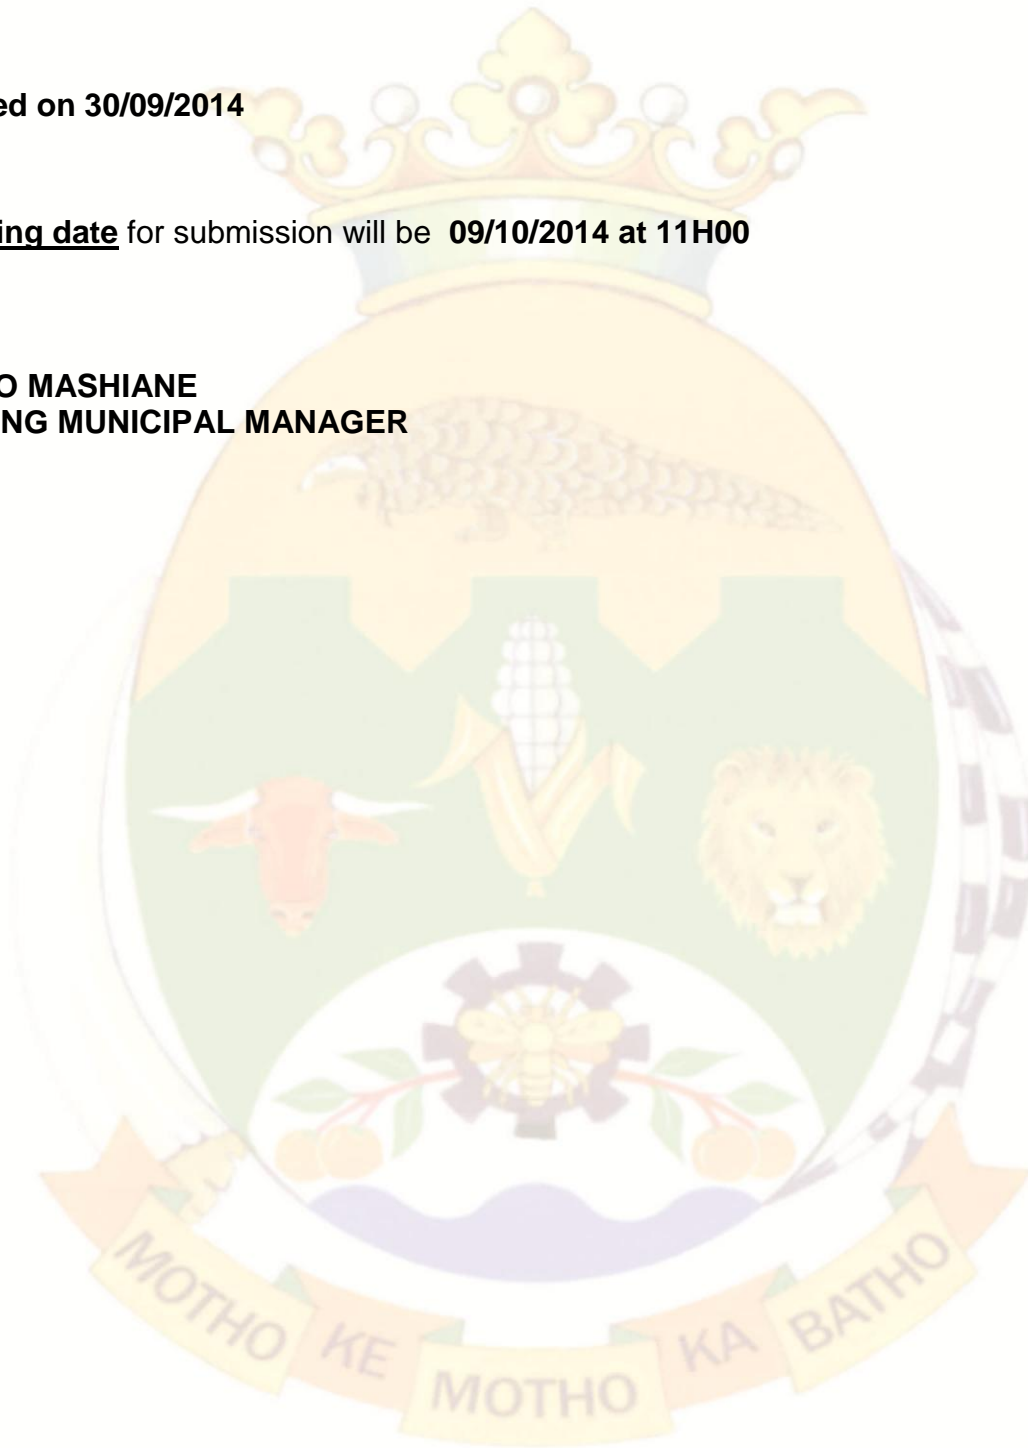 ed on 30/09/2014
ing date for submission will be 09/10/2014 at 11H00
O MASHIANE
NG MUNICIPAL MANAGER
MOTHO KE MOTHO KA BATHO